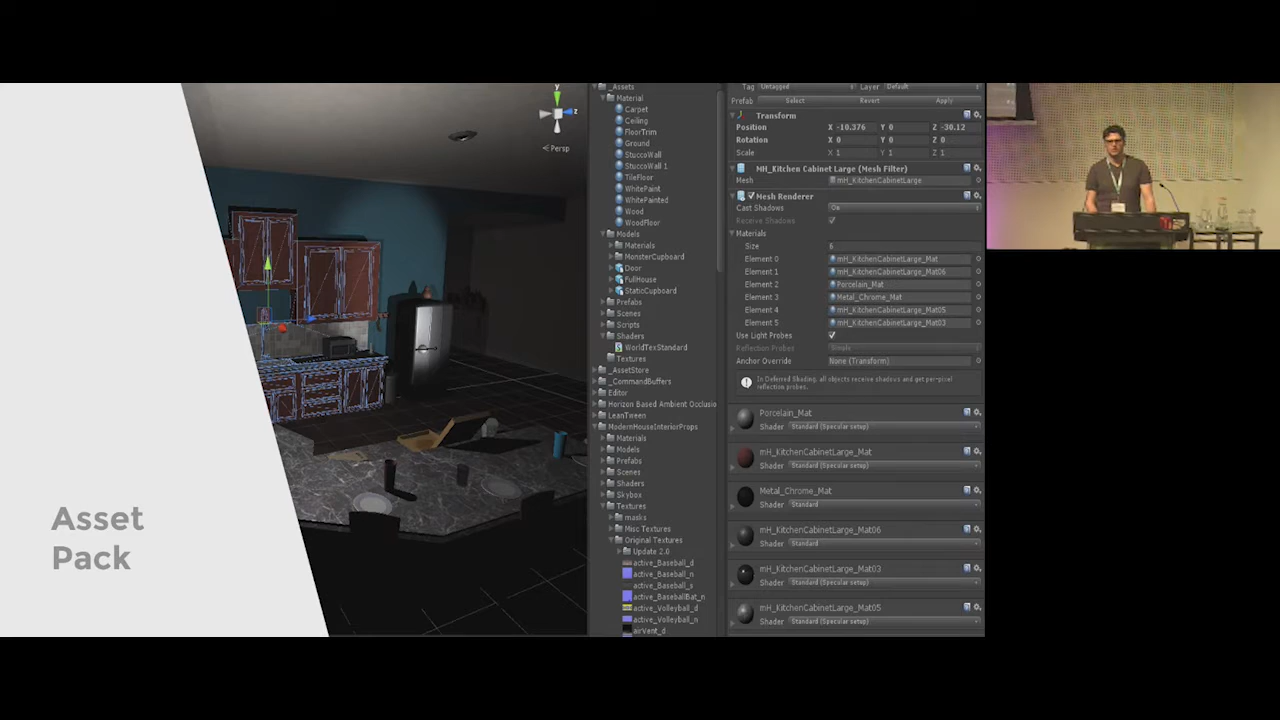 Asset
Pack
y
z
Persp
_Assets
Material
Carpet
Ceiling
FloorTrim
Ground
StuccoWall
StuccoWall 1
TileFloor
WhitePaint
WhitePainted
Wood
WoodFloor
Models
Materials
MonsterCupboard
Door
FullHouse
StaticCupboard
Prefabs
Scenes
Scripts
Shaders
WorldTexStandard
Textures
_AssetStore
_CommandBuffers
Editor
Horizon Based Ambient Occlusio
LeanTween
ModernHouseInteriorProps
Materials
Models
Prefabs
Scenes
Shaders
Skybox
Textures
masks
Misc Textures
Original Textures
Update 2.0
active_Baseball_d
active_Baseball_n
active_Baseball_s
active_BaseballBat_n
active_Volleyball_d
active_Volleyball_n
airVent_d
Tag Untagged Layer Default
Prefab Select Revert Apply
Transform
Position X -10.376 Y 0 Z -30.12
Rotation X 0 Y 0 Z 0
Scale X 1 Y 1 Z 1
MH_Kitchen Cabinet Large (Mesh Filter)
Mesh mH_KitchenCabinetLarge
Mesh Renderer
Cast Shadows On
Receive Shadows
Materials
Size 6
Element 0 mH_KitchenCabinetLarge_Mat
Element 1 mH_KitchenCabinetLarge_Mat06
Element 2 Porcelain_Mat
Element 3 Metal_Chrome_Mat
Element 4 mH_KitchenCabinetLarge_Mat05
Element 5 mH_KitchenCabinetLarge_Mat03
Use Light Probes
Reflection Probes Simple
Anchor Override None (Transform)
In Deferred Shading, all objects receive shadows and get per-pixel
reflection probes.
Porcelain_Mat
Shader Standard (Specular setup)
mH_KitchenCabinetLarge_Mat
Shader Standard (Specular setup)
Metal_Chrome_Mat
Shader Standard
mH_KitchenCabinetLarge_Mat06
Shader Standard
mH_KitchenCabinetLarge_Mat03
Shader Standard (Specular setup)
mH_KitchenCabinetLarge_Mat05
Shader Standard (Specular setup)